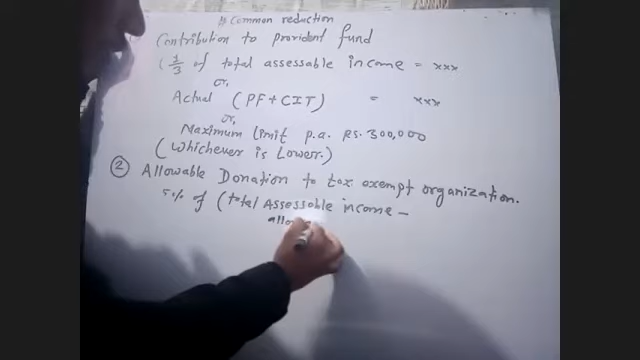 # Common reduction
Contribution to provident fund
( 1/3 of total assessable income = xxx
or,
Actual (PF+CIT) = xxx
or,
Maximum limit p.a. Rs. 300,000
(Whichever is Lower.)
② Allowable Donation to tax exempt organization.
5% of (total Assessable income -